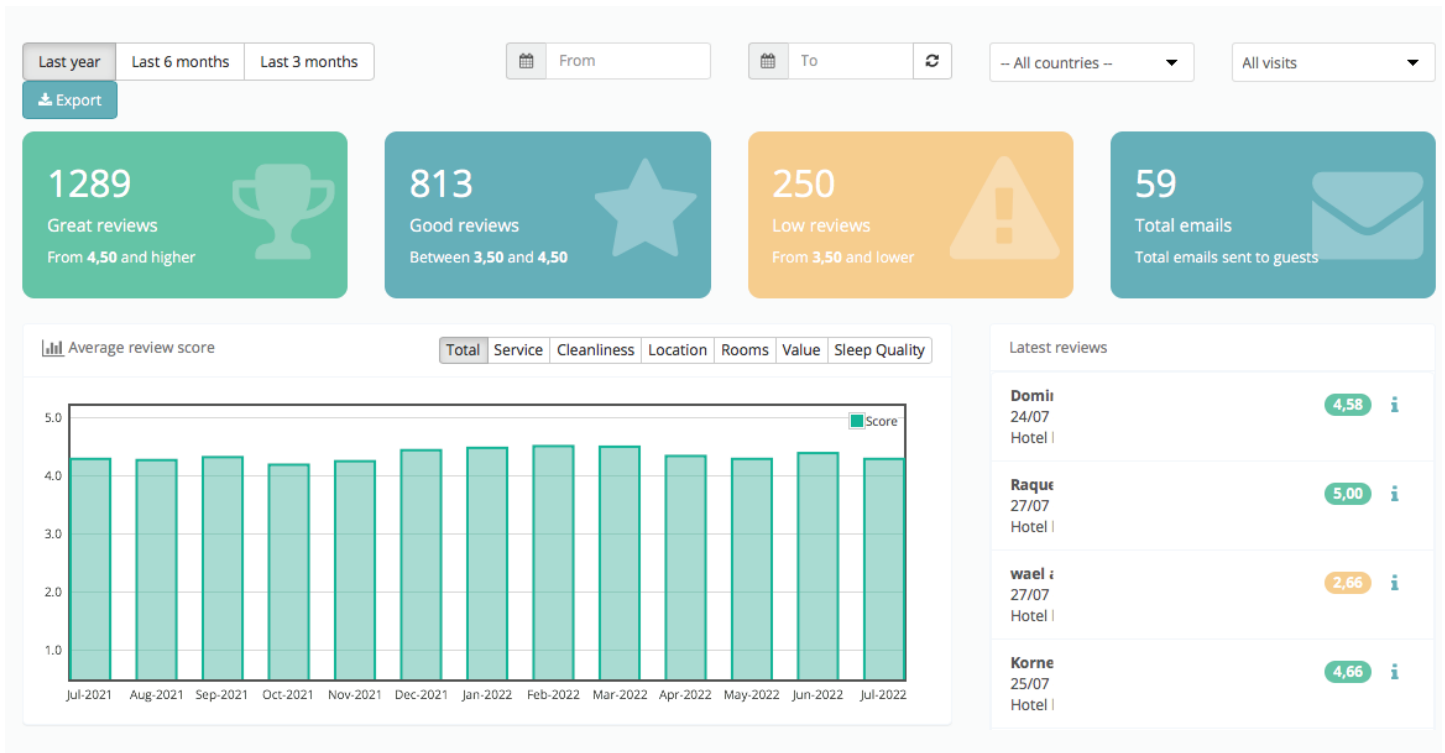 Last year Last 6 months Last 3 months From To -- All countries -- All visits
Export
1289
Great reviews
From 4,50 and higher
813
Good reviews
Between 3,50 and 4,50
250
Low reviews
From 3,50 and lower
59
Total emails
Total emails sent to guests
Average review score
Total Service Cleanliness Location Rooms Value Sleep Quality
Score
5.0
4.0
3.0
2.0
1.0
Jul-2021 Aug-2021 Sep-2021 Oct-2021 Nov-2021 Dec-2021 Jan-2022 Feb-2022 Mar-2022 Apr-2022 May-2022 Jun-2022 Jul-2022
Latest reviews
4,58
24/07
Hotel
5,00
27/07
Hotel
wael
2,66
27/07
Hotel
Korne
4,66
25/07
Hotel